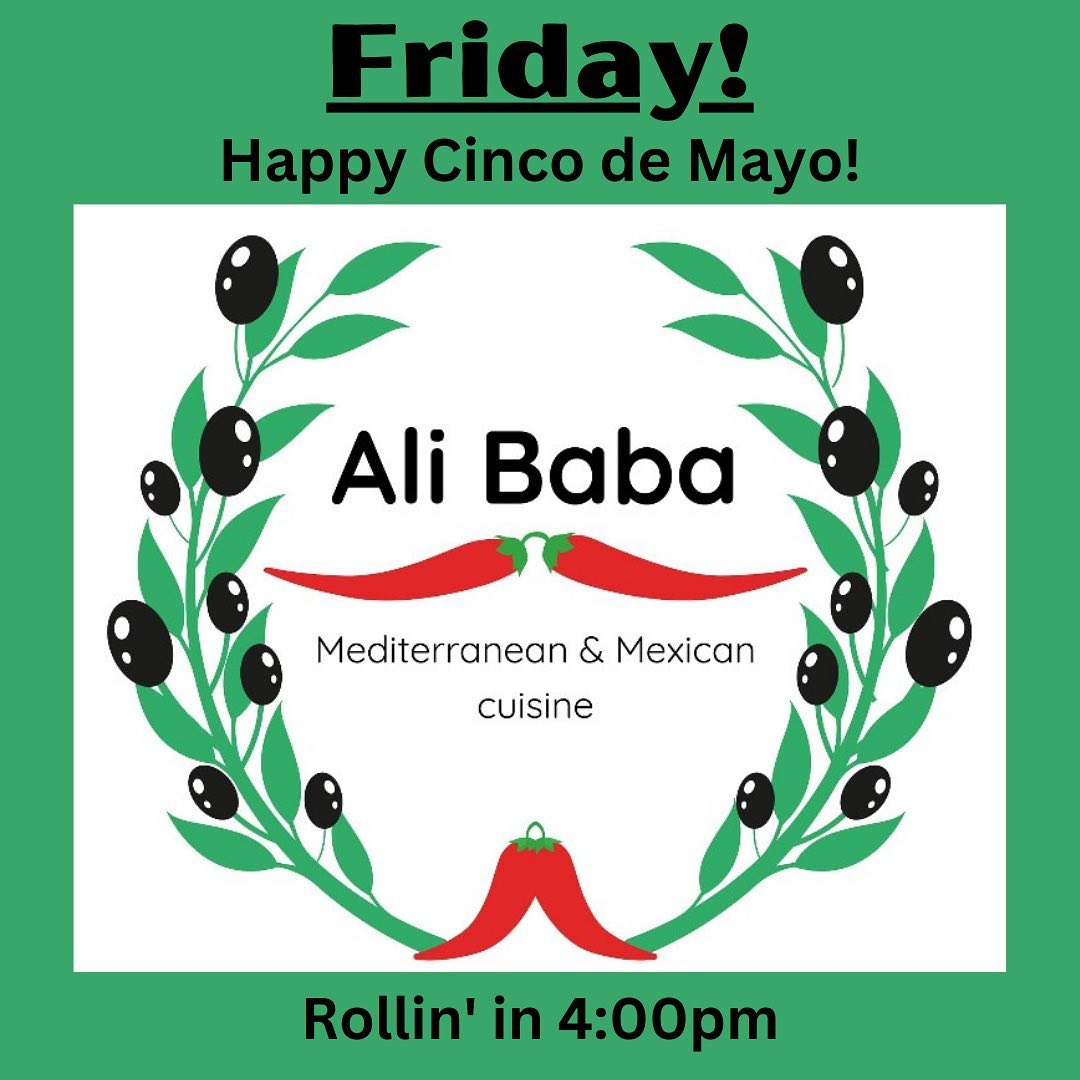 Friday!
Happy Cinco de Mayo!
Ali Baba
Mediterranean & Mexican
cuisine
Rollin' in 4:00pm